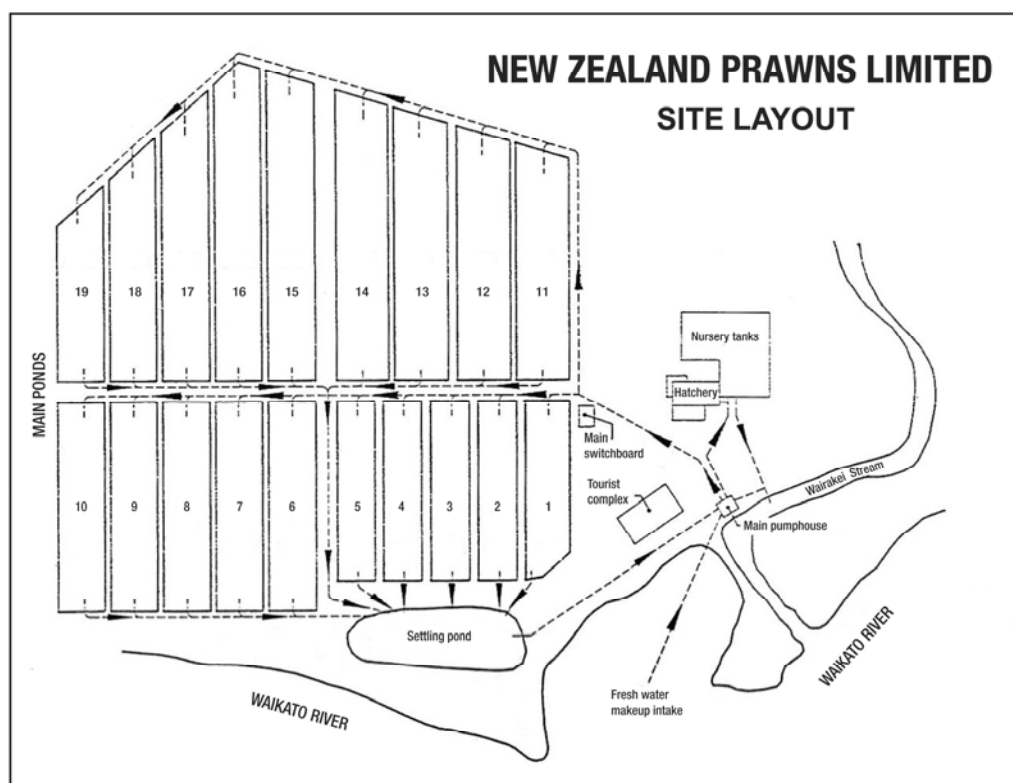 NEW ZEALAND PRAWNS LIMITED
SITE LAYOUT
19
18
17
16
15
14
13
12
11
MAIN PONDS
10
9
8
7
6
5
4
3
2
1
Nursery tanks
Hatchery
Main
switchboard
Tourist
complex
Wairakei Stream
Main pumphouse
Settling pond
Fresh water
makeup intake
WAIKATO RIVER
WAIKATO RIVER